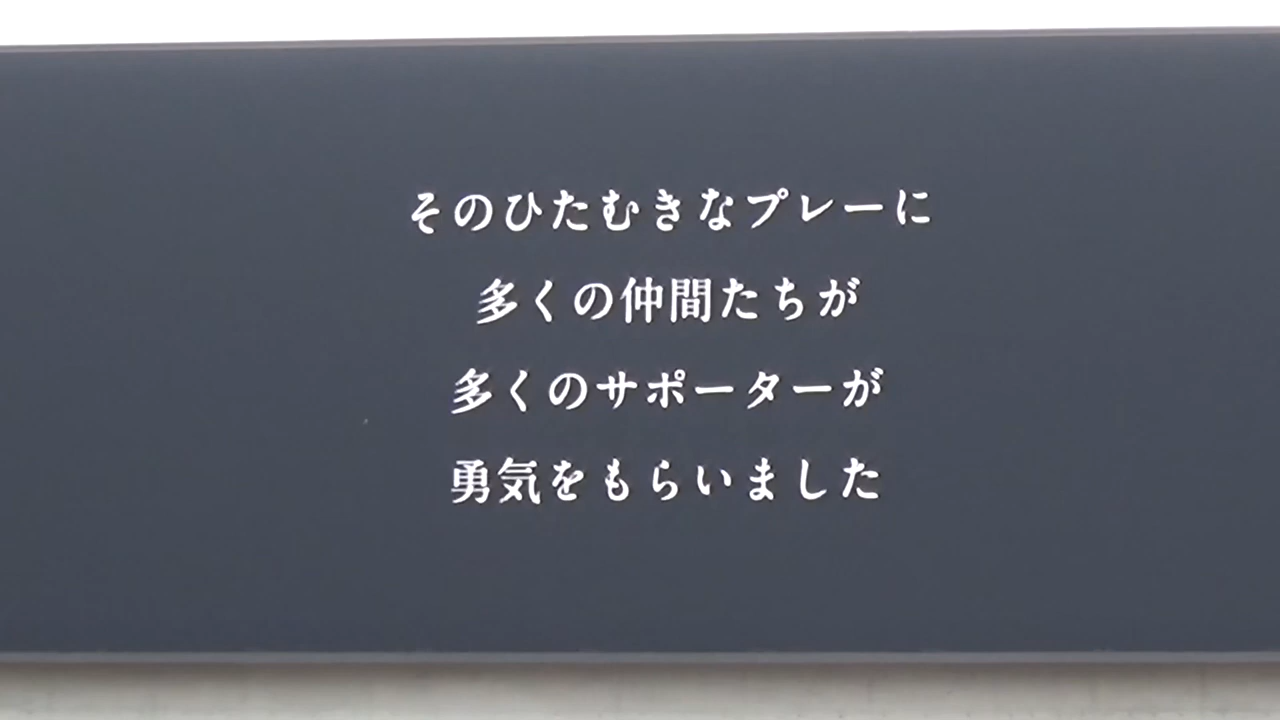 そのひたむきなプレーに
多くの仲間たちが
多くのサポーターが
勇気をもらいました